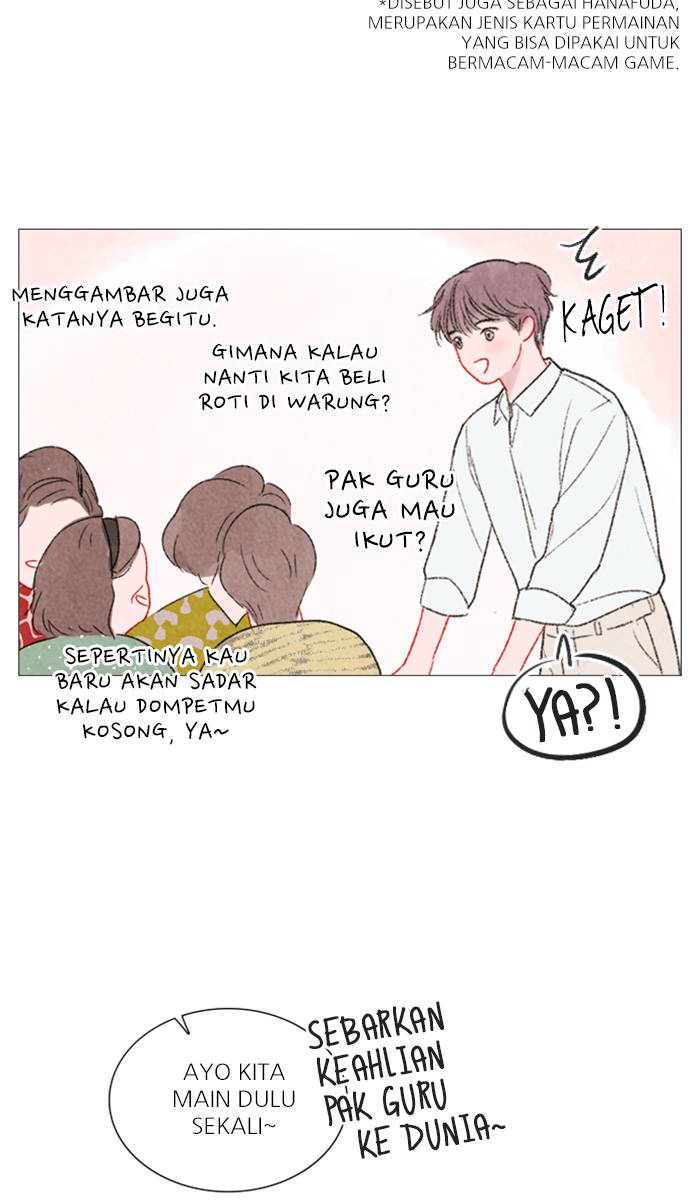 *DISEBUT JUGA SEBAGAI HANAFUDA,
MERUPAKAN JENIS KARTU PERMAINAN
YANG BISA DIPAKAI UNTUK
BERMACAM-MACAM GAME.
MENGGAMBAR JUGA
KATANYA BEGITU.
KAGET!
GIMANA KALAU
NANTI KITA BELI
ROTI DI WARUNG?
PAK GURU
JUGA MAU
IKUT?
SEPERTINYA KAU
BARU AKAN SADAR
KALAU DOMPETMU
KOSONG, YA~
YA?!
AYO KITA
MAIN DULU
SEKALI~
SEBARKAN
KEAHLIAN
PAK GURU
KE DUNIA~